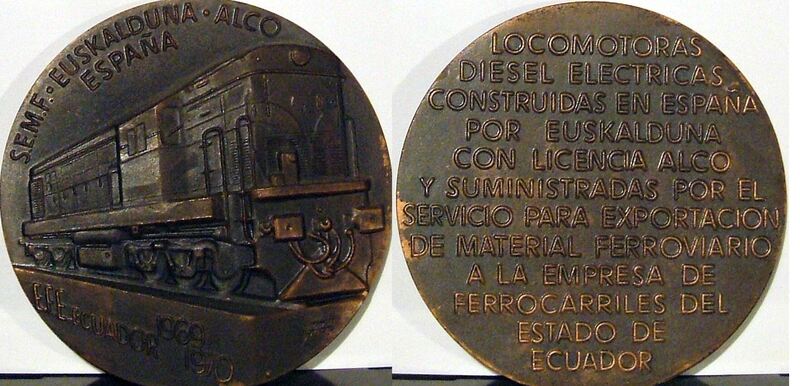 S.E.M.F. · EUSKALDUNA · ALCO
ESPAÑA
E.F.E. - ECUADOR 1969
1970
LOCOMOTORAS
DIESEL ELECTRICAS
CONSTRUIDAS EN ESPAÑA
POR EUSKALDUNA
CON LICENCIA ALCO
Y SUMINISTRADAS POR EL
SERVICIO PARA EXPORTACION
DE MATERIAL FERROVIARIO
A LA EMPRESA DE
FERROCARRILES DEL
ESTADO DE
ECUADOR